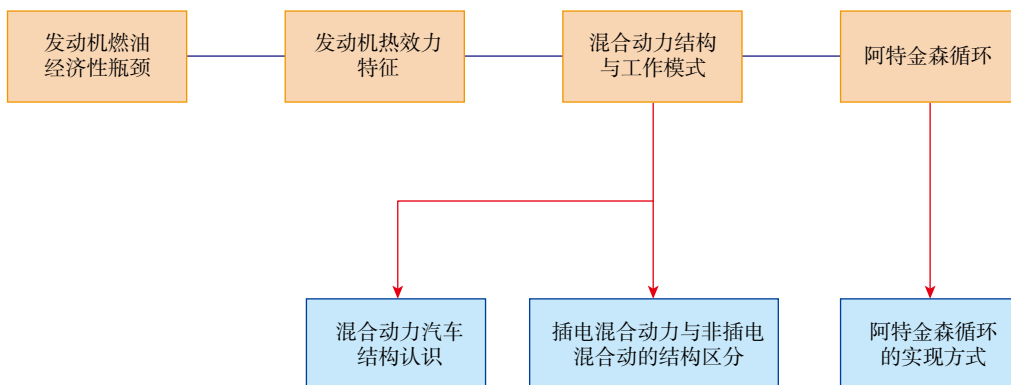 发动机燃油
经济性瓶颈
发动机热效力
特征
混合动力结构
与工作模式
阿特金森循环
混合动力汽车
结构认识
插电混合动力与非插电
混合动的结构区分
阿特金森循环
的实现方式